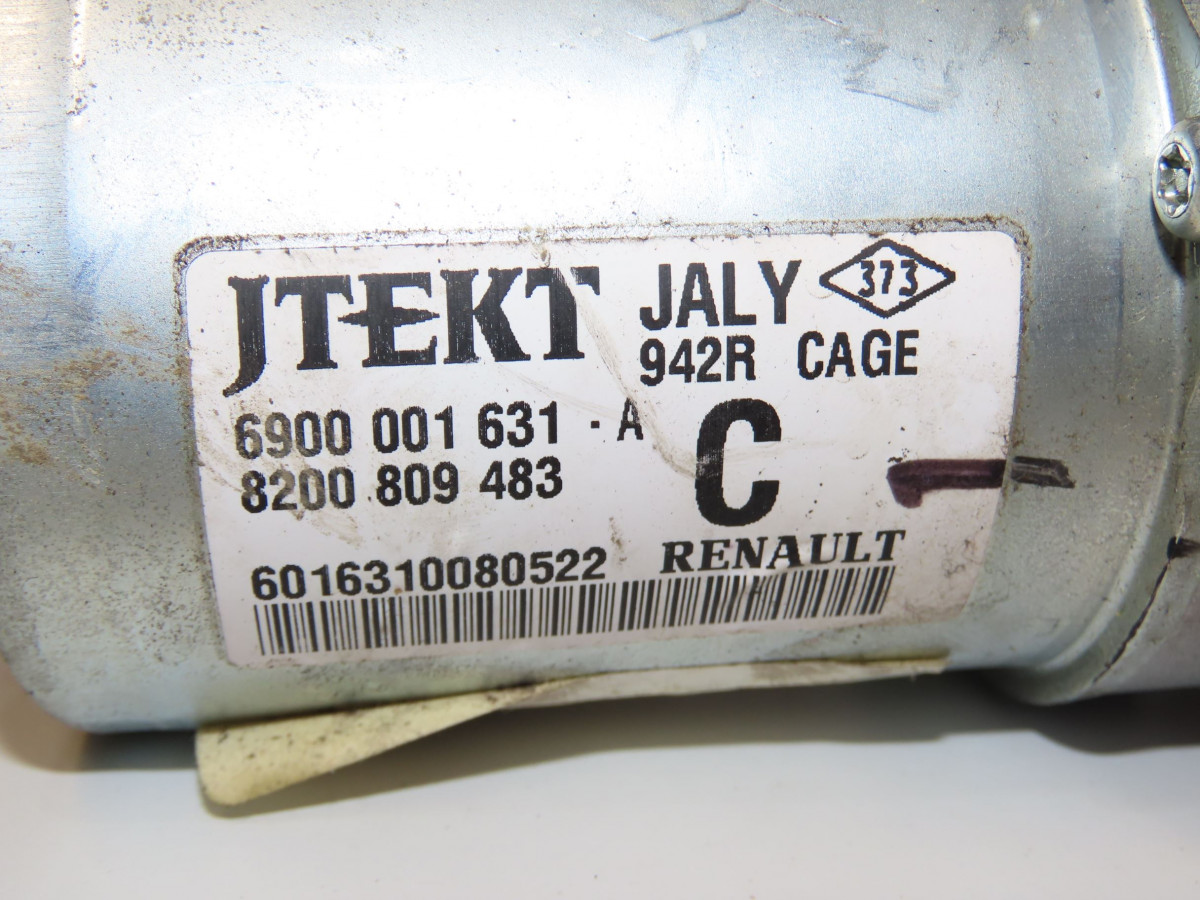 JTEKT JALY 373
942R CAGE
6900 001 631 - A
8200 809 483
C
6016310080522 RENAULT